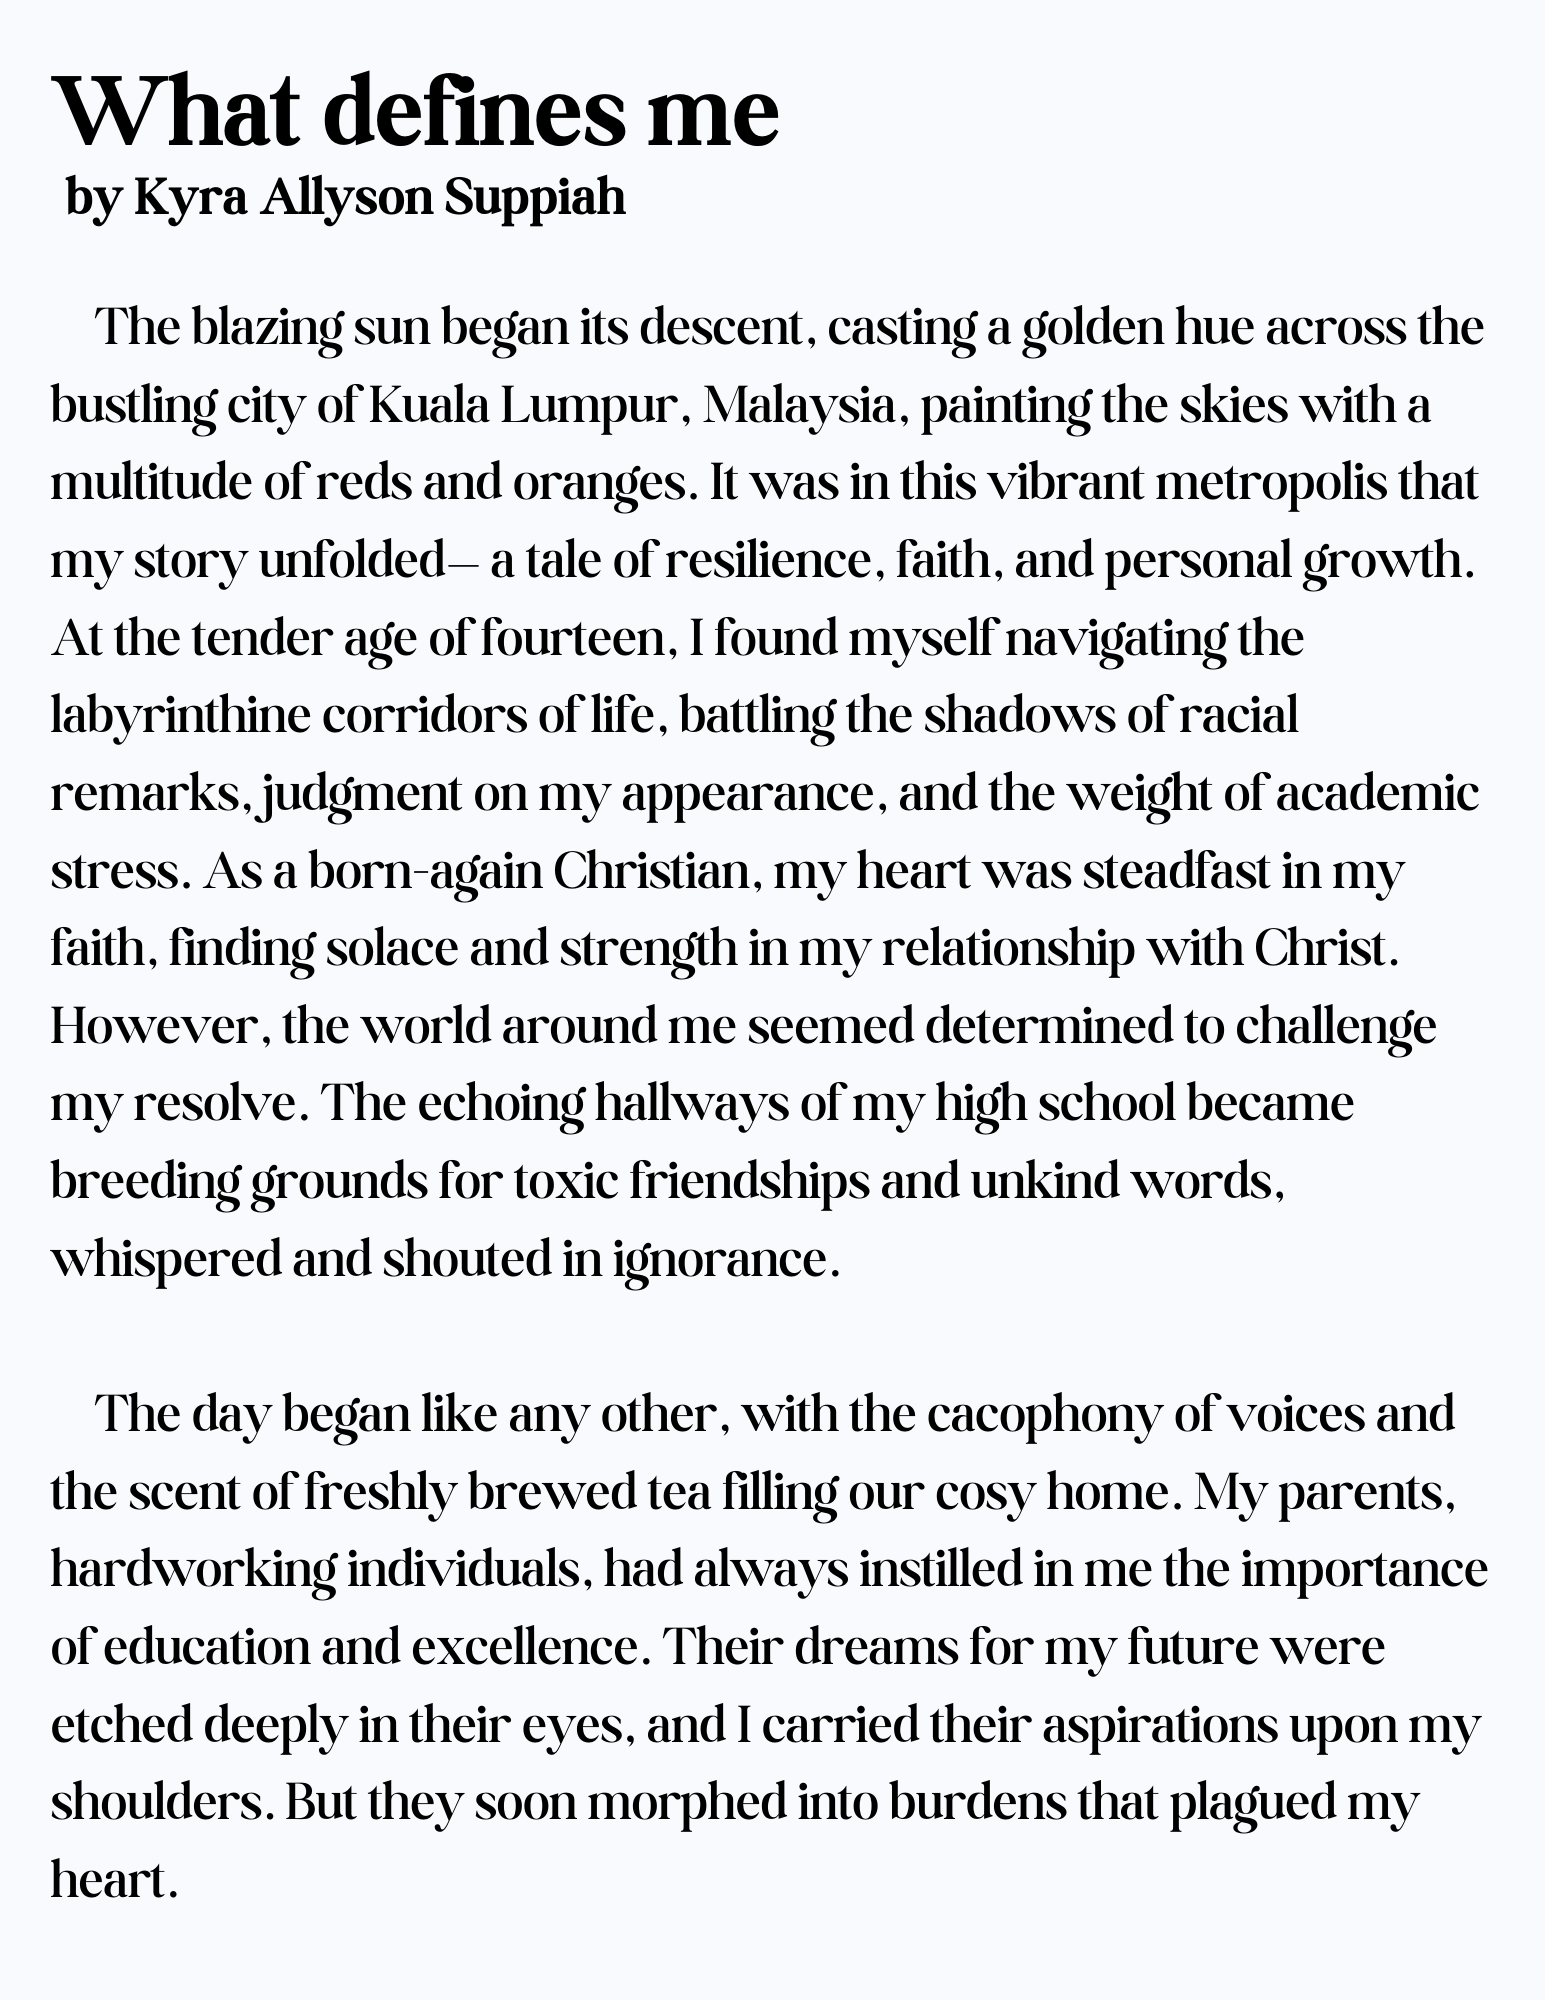 What defines me
by Kyra Allyson Suppiah
The blazing sun began its descent, casting a golden hue across the
bustling city of Kuala Lumpur, Malaysia, painting the skies with a
multitude of reds and oranges. It was in this vibrant metropolis that
my story unfolded— a tale of resilience, faith, and personal growth.
At the tender age of fourteen, I found myself navigating the
labyrinthine corridors of life, battling the shadows of racial
remarks, judgment on my appearance, and the weight of academic
stress. As a born-again Christian, my heart was steadfast in my
faith, finding solace and strength in my relationship with Christ.
However, the world around me seemed determined to challenge
my resolve. The echoing hallways of my high school became
breeding grounds for toxic friendships and unkind words,
whispered and shouted in ignorance.
The day began like any other, with the cacophony of voices and
the scent of freshly brewed tea filling our cosy home. My parents,
hardworking individuals, had always instilled in me the importance
of education and excellence. Their dreams for my future were
etched deeply in their eyes, and I carried their aspirations upon my
shoulders. But they soon morphed into burdens that plagued my
heart.